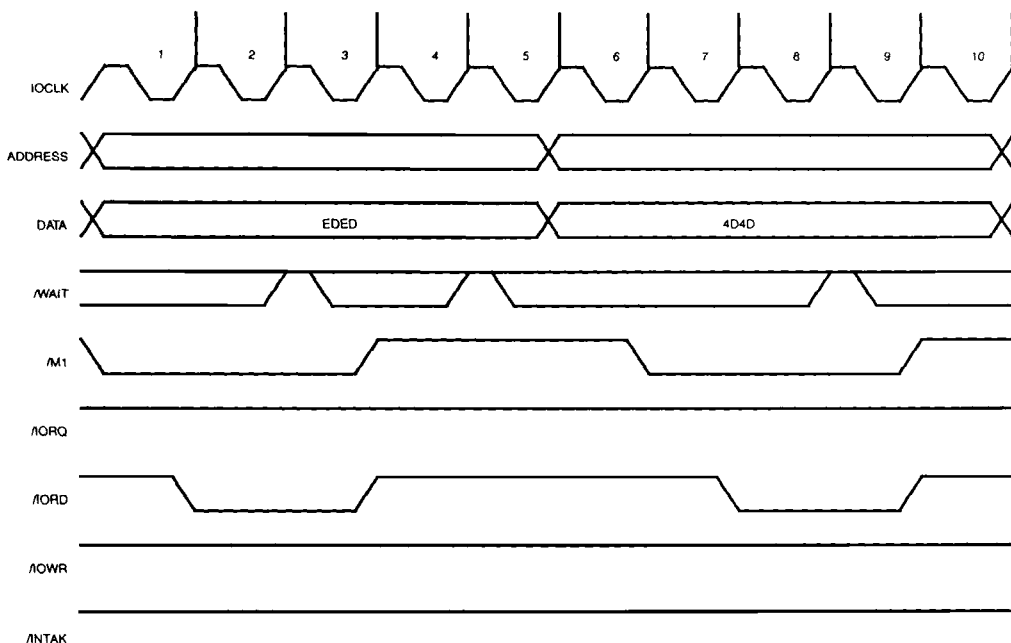 1 2 3 4 5 6 7 8 9 10
IOCLK
ADDRESS
DATA EDED 4D4D
/WAIT
/M1
/IORQ
/IORD
/IOWR
/INTAK